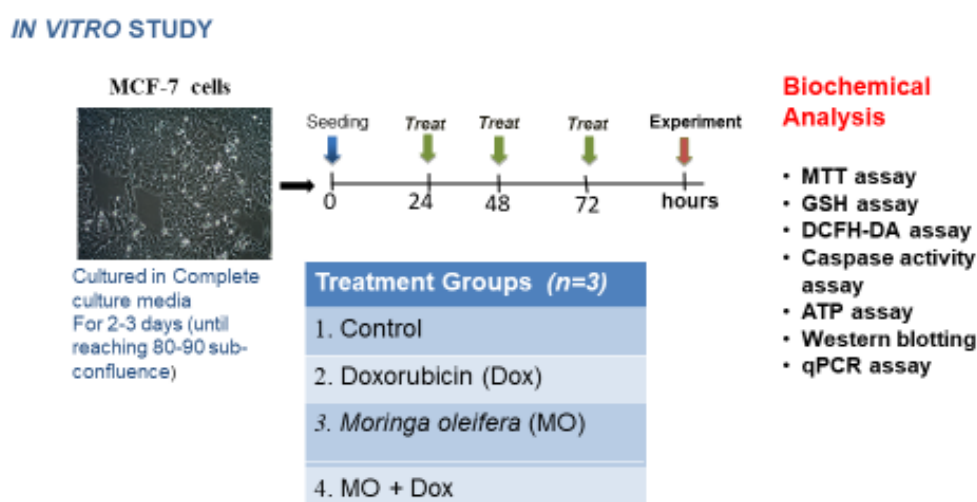 IN VITRO STUDY
MCF-7 cells
Cultured in Complete
culture media
For 2-3 days (until
reaching 80-90 sub-
confluence)
Seeding Treat Treat Treat Experiment
0 24 48 72 hours
Treatment Groups (n=3)
1. Control
2. Doxorubicin (Dox)
3. Moringa oleifera (MO)
4. MO + Dox
Biochemical
Analysis
• MTT assay
• GSH assay
• DCFH-DA assay
• Caspase activity
assay
• ATP assay
• Western blotting
• qPCR assay